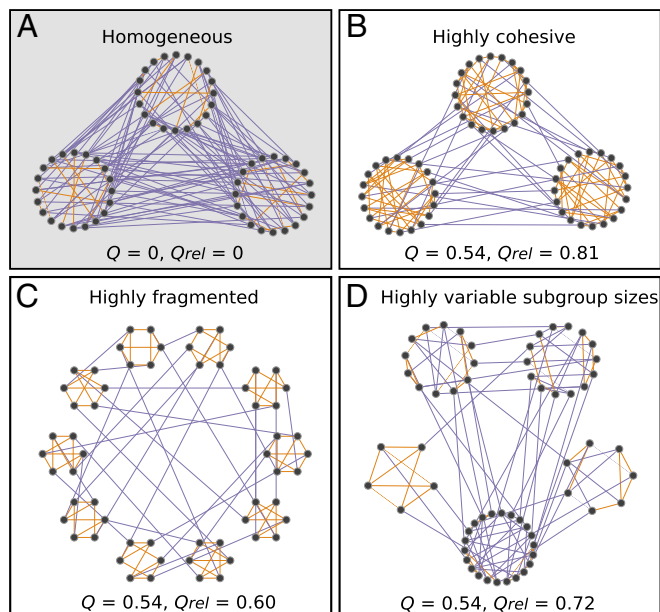 A
Homogeneous
Q = 0, Qrel = 0
B
Highly cohesive
Q = 0.54, Qrel = 0.81
C
Highly fragmented
Q = 0.54, Qrel = 0.60
D
Highly variable subgroup sizes
Q = 0.54, Qrel = 0.72